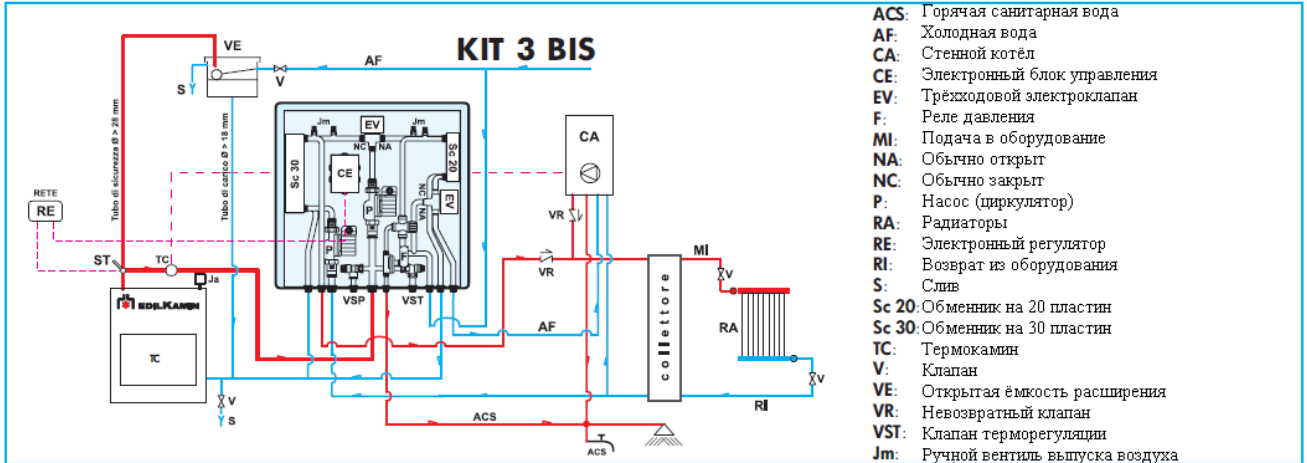 KIT 3 BIS
VE
AF
S
V
Tubo di sicurezza Ø > 28 mm
Tubo di carico Ø > 18 mm
Jm
EV
Jm
NC
NA
Sc 30
Sc 20
CE
NC
NA
EV
P
P
F
CA
VR
RETE
RE
ST
TC
Ja
VSP
VST
VR
MI
V
EDILKAMIN
TC
AF
collettore
RA
V
V
S
RI
ACS
ACS
ACS: Горячая санитарная вода
AF: Холодная вода
CA: Стенной котёл
CE: Электронный блок управления
EV: Трёхходовой электроклапан
F: Реле давления
MI: Подача в оборудование
NA: Обычно открыт
NC: Обычно закрыт
P: Насос (циркулятор)
RA: Радиаторы
RE: Электронный регулятор
RI: Возврат из оборудования
S: Слив
Sc 20: Обменник на 20 пластин
Sc 30: Обменник на 30 пластин
TC: Термокамин
V: Клапан
VE: Открытая ёмкость расширения
VR: Невозвратный клапан
VST: Клапан терморегуляции
Jm: Ручной вентиль выпуска воздуха